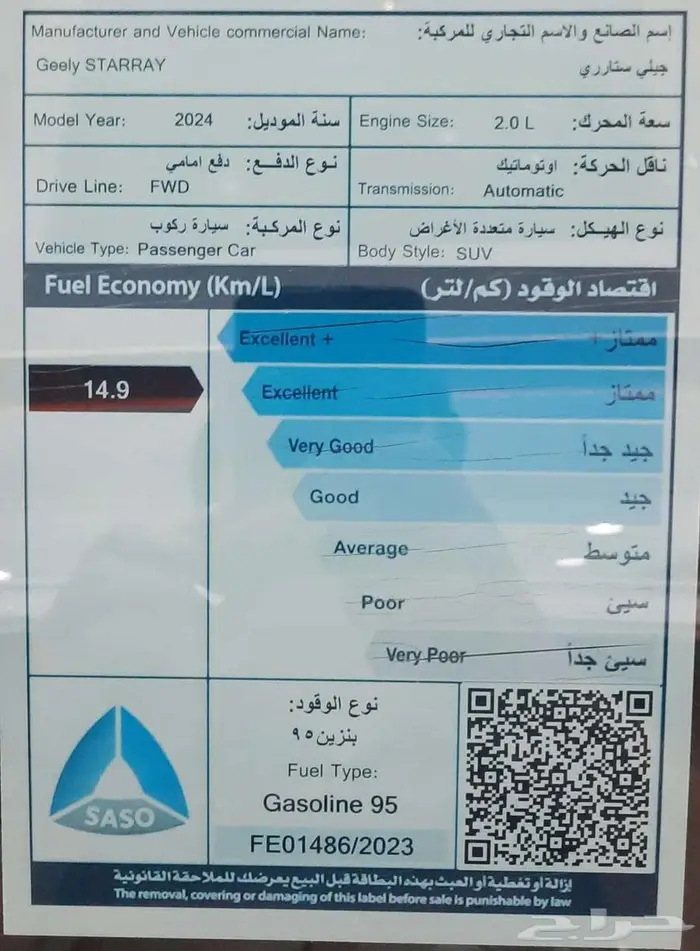 Manufacturer and Vehicle commercial Name: إسم الصانع والاسم التجاري للمركبة:
Geely STARRAY جيلي ستارري
Model Year: 2024 سنة الموديل:
Engine Size: 2.0 L سعة المحرك:
نوع الدفع: دفع امامي
Drive Line: FWD
ناقل الحركة: اوتوماتيك
Transmission: Automatic
نوع المركبة: سيارة ركوب
Vehicle Type: Passenger Car
نوع الهيكل: سيارة متعددة الأغراض
Body Style: SUV
Fuel Economy (Km/L) اقتصاد الوقود (كم/لتر)
Excellent + ممتاز +
14.9
Excellent ممتاز
Very Good جيد جداً
Good جيد
Average متوسط
Poor سيئ
Very Poor سيئ جداً
SASO
نوع الوقود:
بنزين ٩٥
Fuel Type:
Gasoline 95
FE01486/2023
إزالة أو تغطية أو العبث بهذه البطاقة قبل البيع يعرضك للملاحقة القانونية
The removal, covering or damaging of this label before sale is punishable by law
حراج